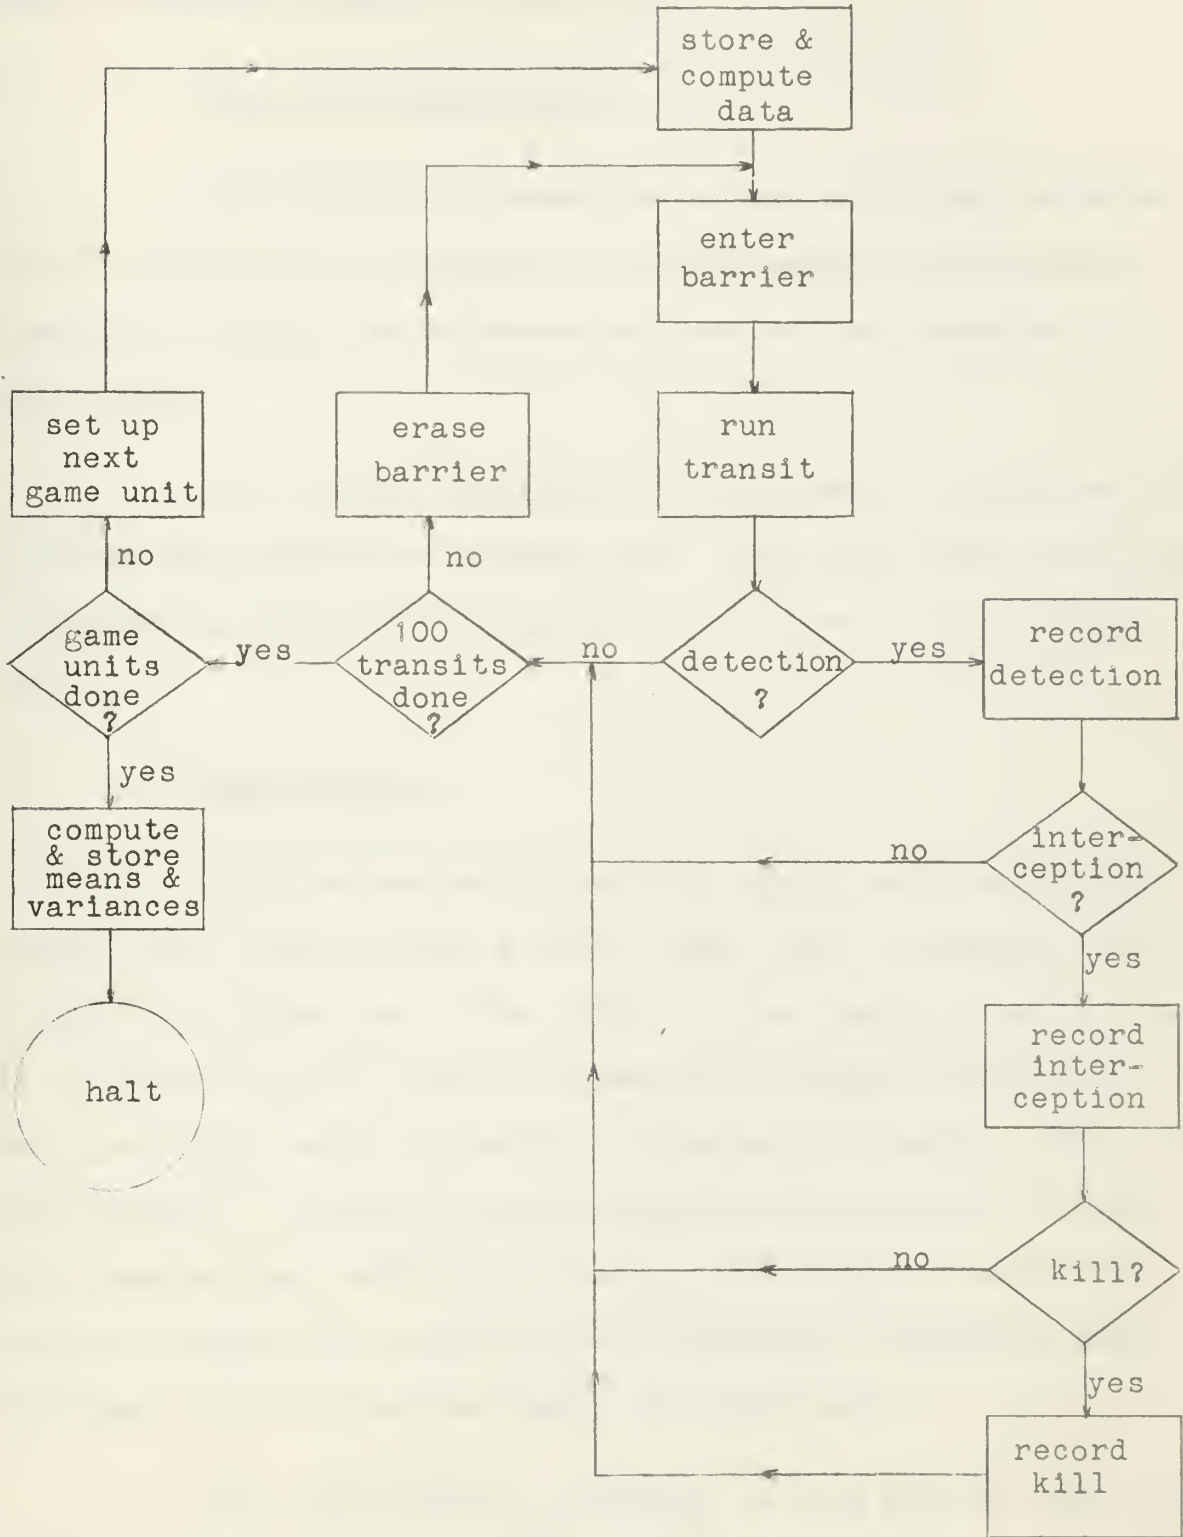 store &
compute
data
enter
barrier
set up
next
game unit
erase
barrier
run
transit
no
no
game
units
done
?
yes
100
transits
done
?
no
detection
?
yes
record
detection
yes
compute
& store
means &
variances
no
inter-
ception
?
yes
halt
record
inter-
ception
no
kill?
yes
record
kill